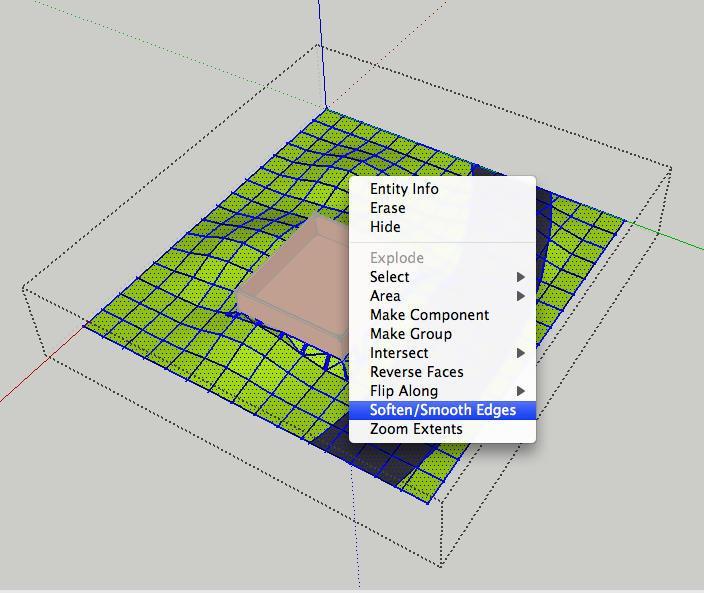 Entity Info
Erase
Hide
Explode
Select
Area
Make Component
Make Group
Intersect
Reverse Faces
Flip Along
Soften/Smooth Edges
Zoom Extents